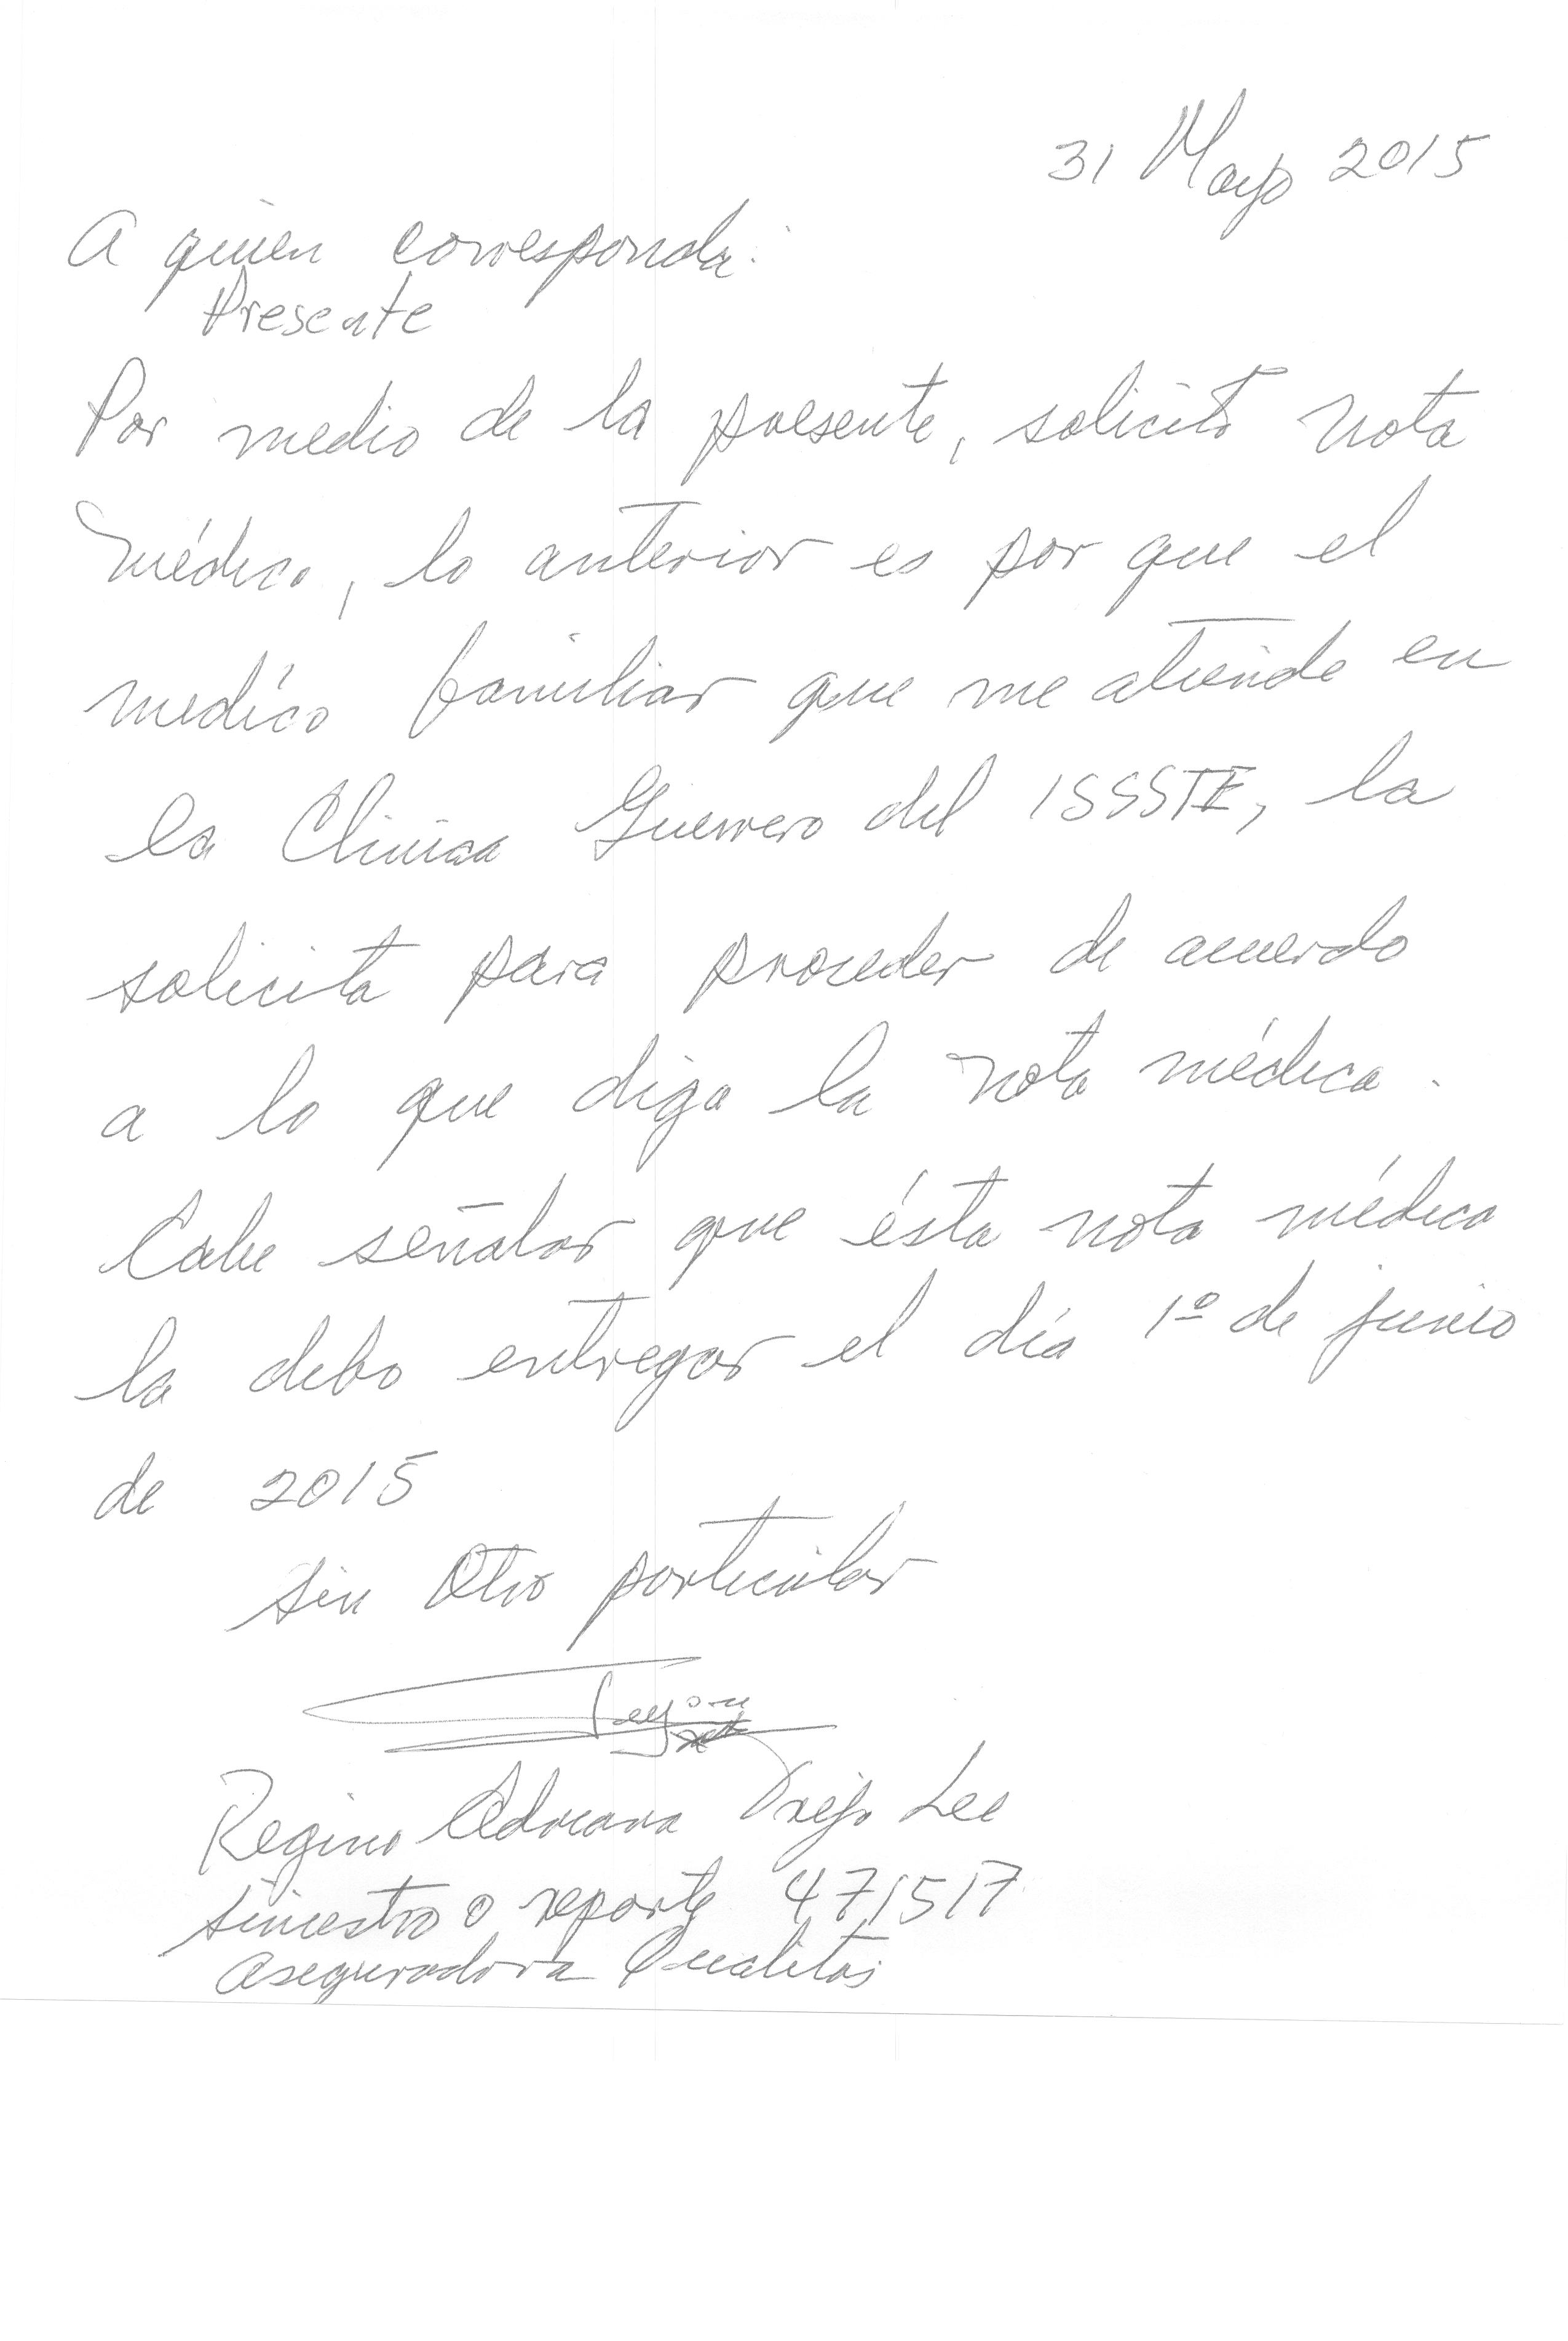 31 Mayo 2015
A quien corresponda:
Presente
Por medio de la presente, solicito nota
médica, lo anterior es por que el
medíco familiar que me atiende en
la Clinica Guerrero del ISSSTE, la
solicita para proceder de acuerdo
a lo que diga la nota médica.
Cabe señalar que ésta nota médica
la debo entregar el día 1º de junio
de 2015
Sin Otro particular
Regina Adriana Trejo Lee
Siniestro o reporte 471517
Aseguradora Qualitas